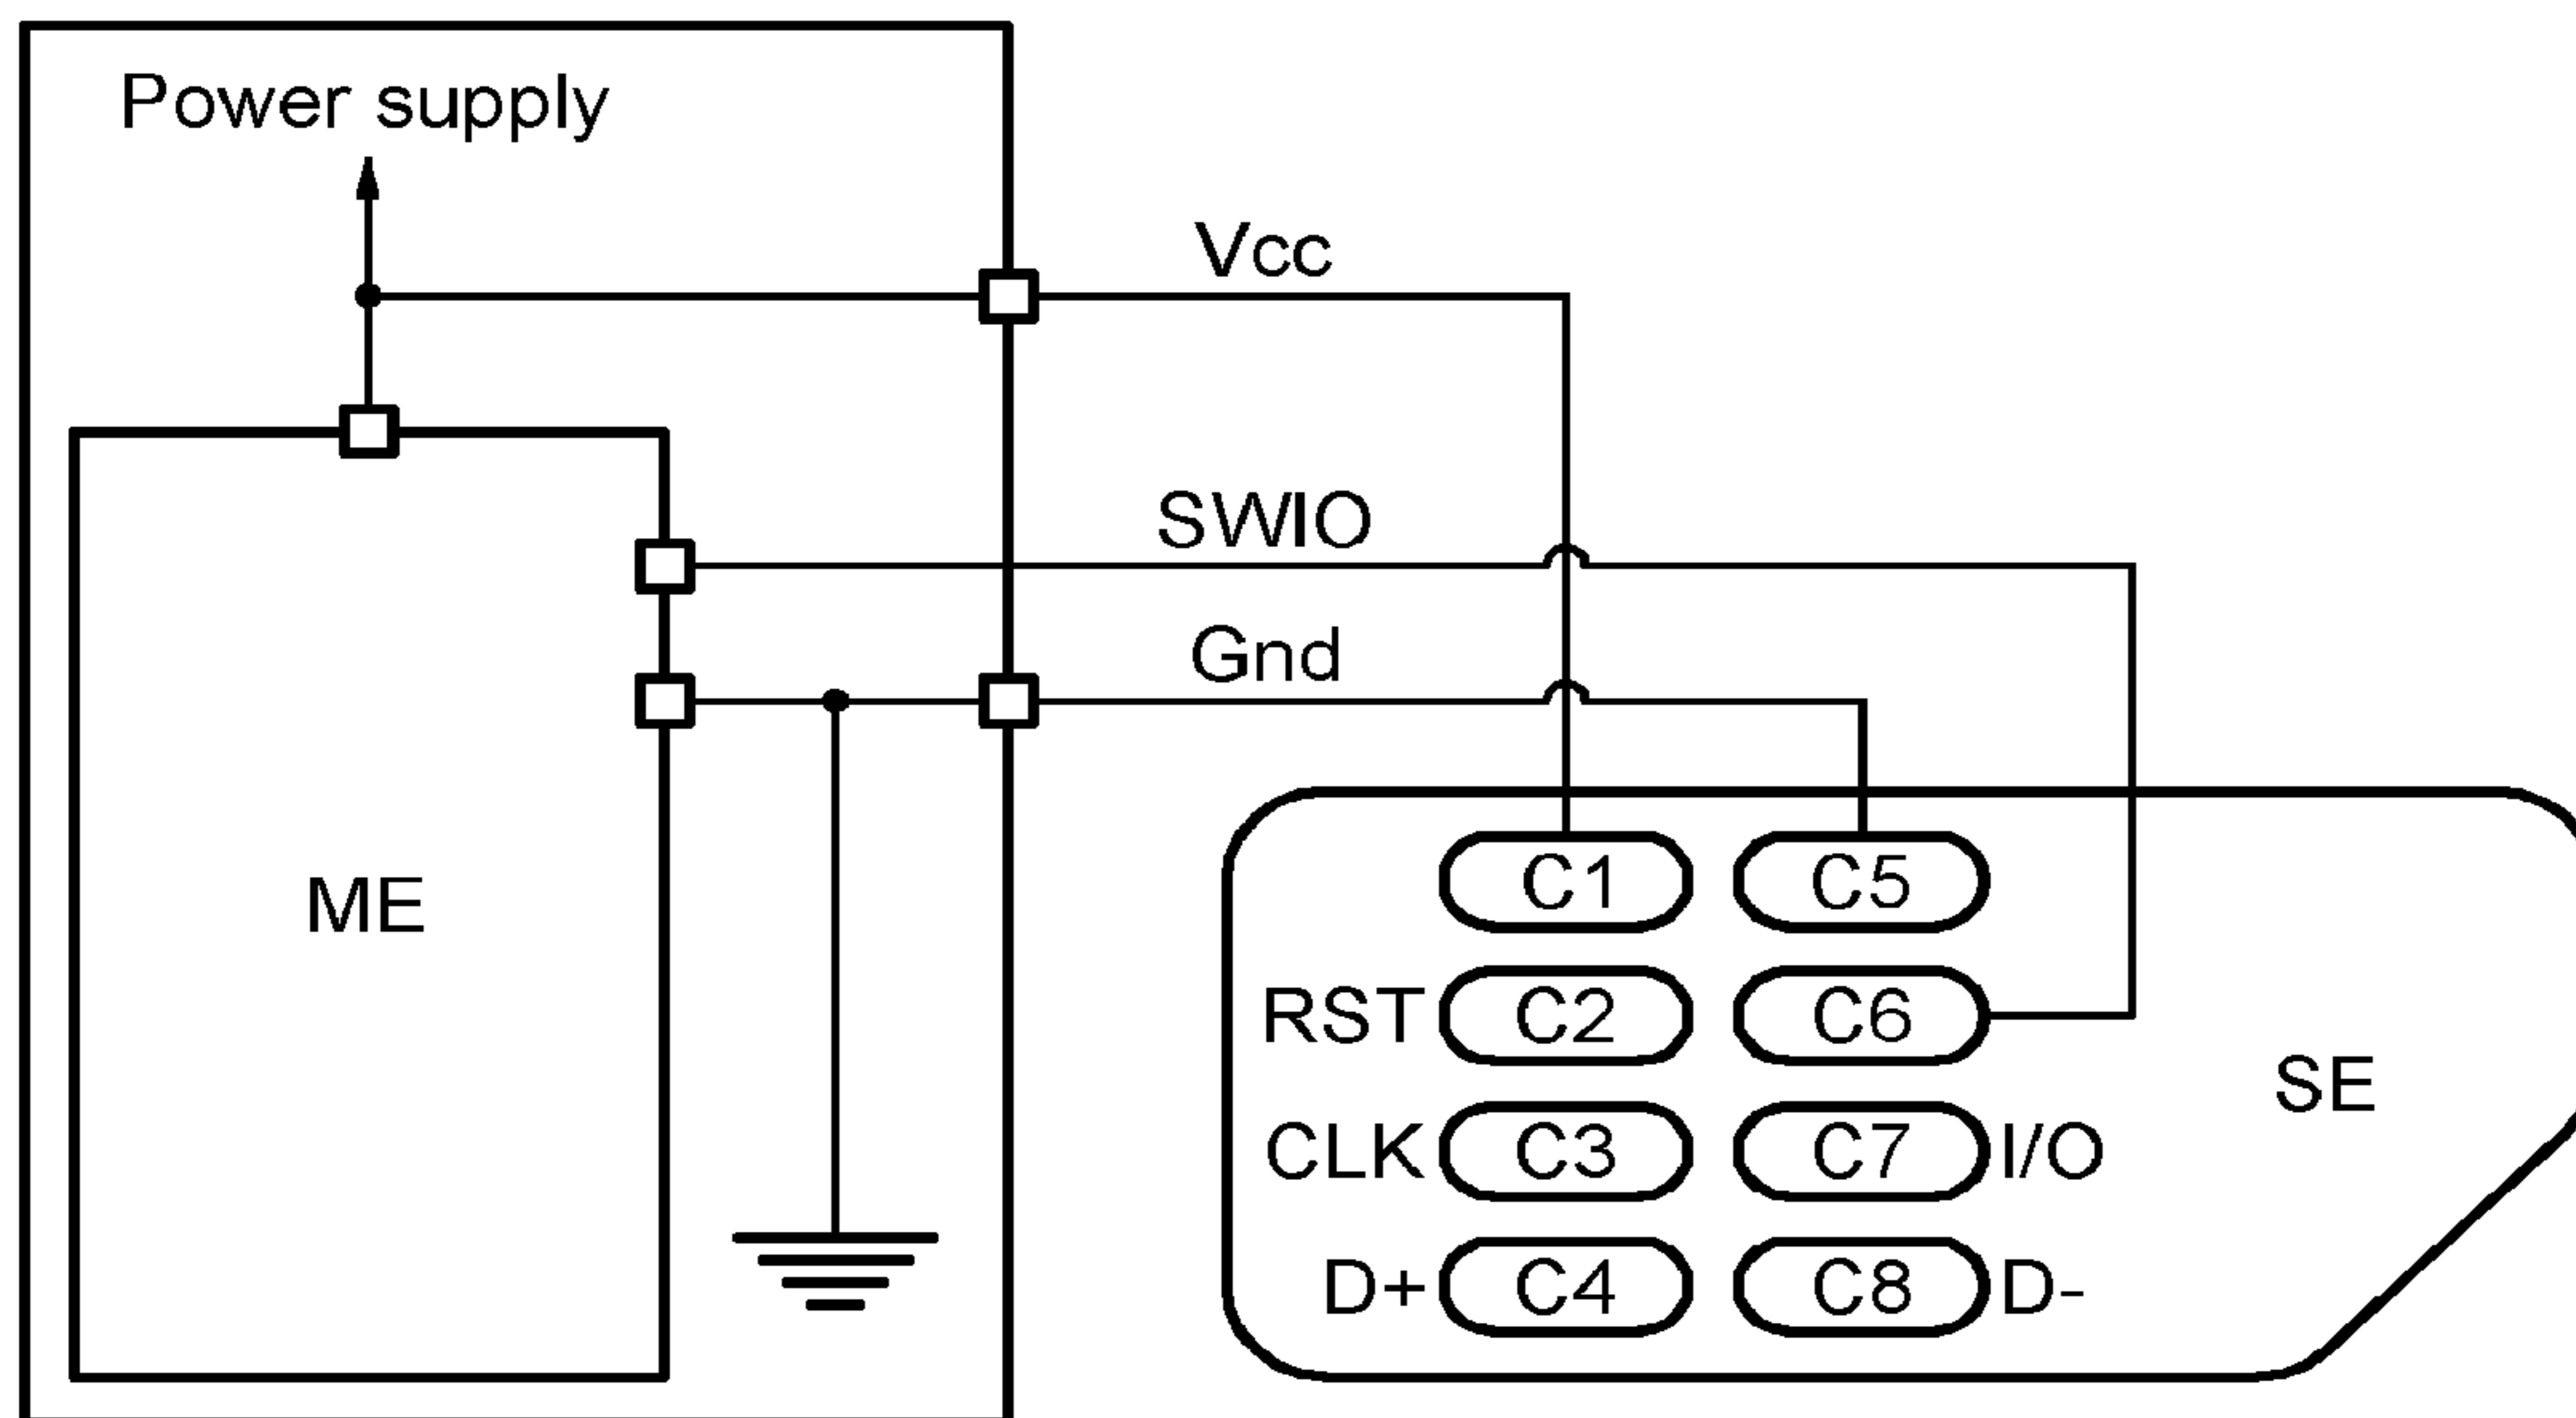 Power supply
Vcc
SWIO
Gnd
ME
C1 C5
RST C2 C6
SE
CLK C3 C7 I/O
D+ C4 C8 D-